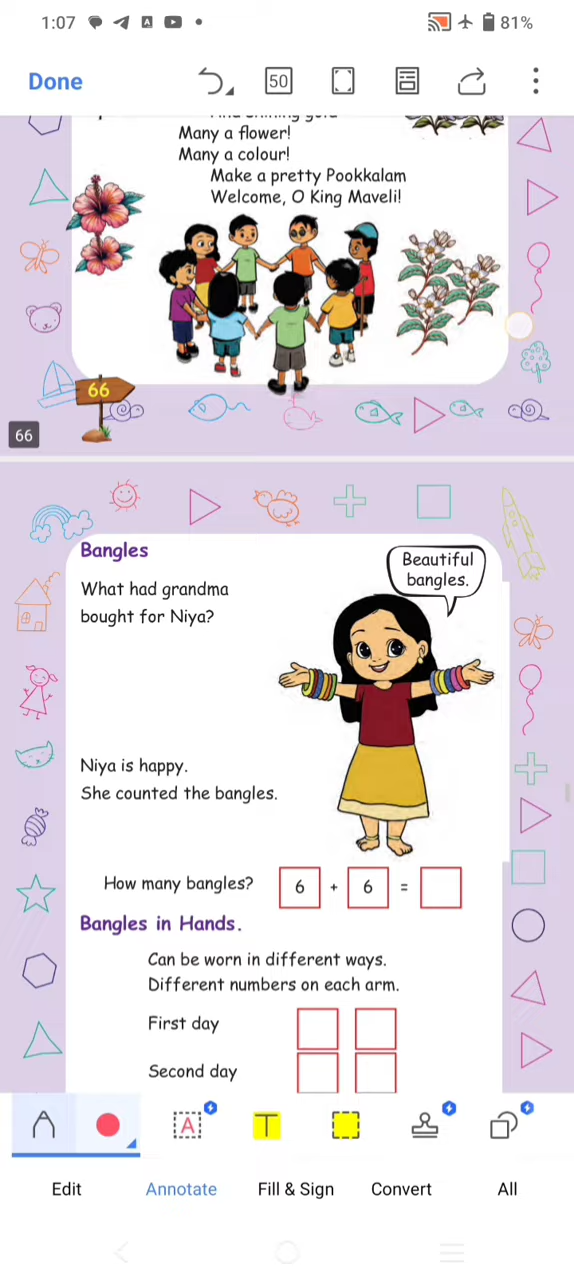 1:07
81%
Done
50
Many a flower!
Many a colour!
Make a pretty Pookkalam
Welcome, O King Maveli!
66
66
Bangles
Beautiful
bangles.
What had grandma
bought for Niya?
Niya is happy.
She counted the bangles.
How many bangles? 6 + 6 =
Bangles in Hands.
Can be worn in different ways.
Different numbers on each arm.
First day
Second day
A
T
Edit
Annotate
Fill & Sign
Convert
All